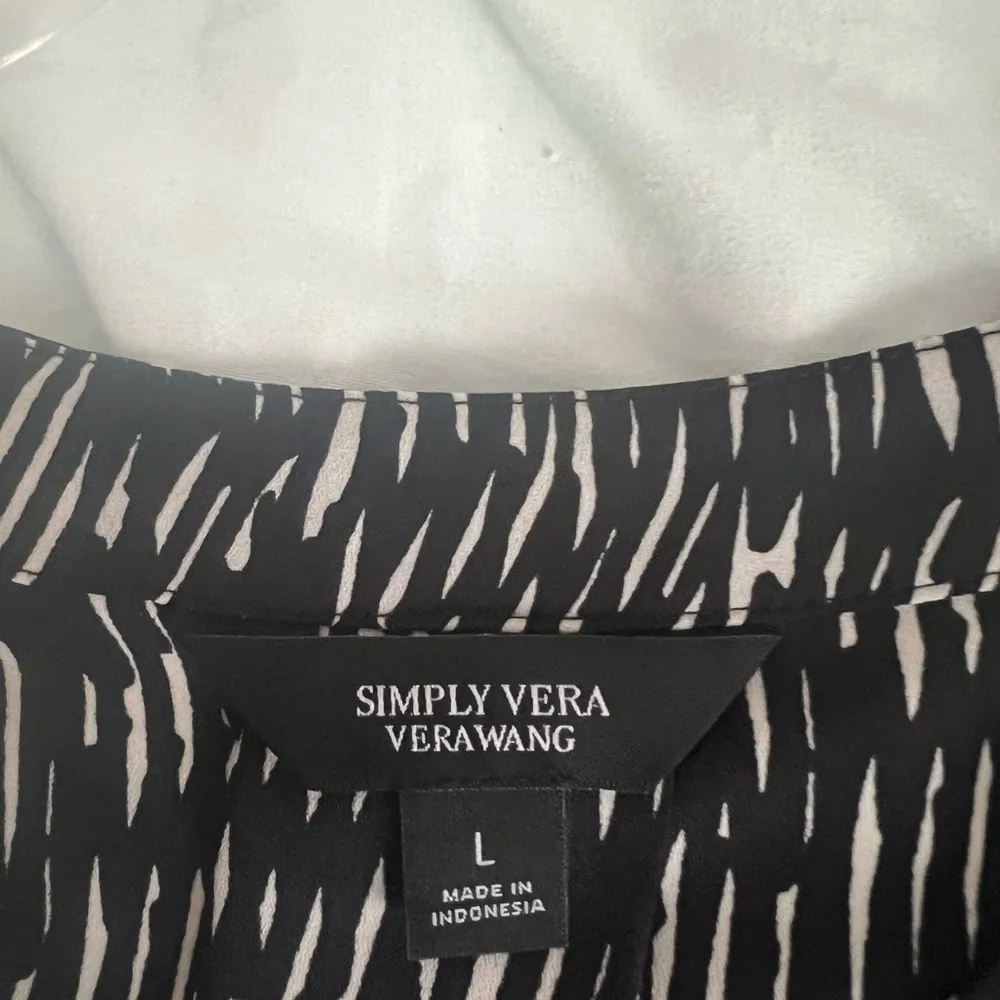 SIMPLY VERA
VERAWANG
L
MADE IN
INDONESIA